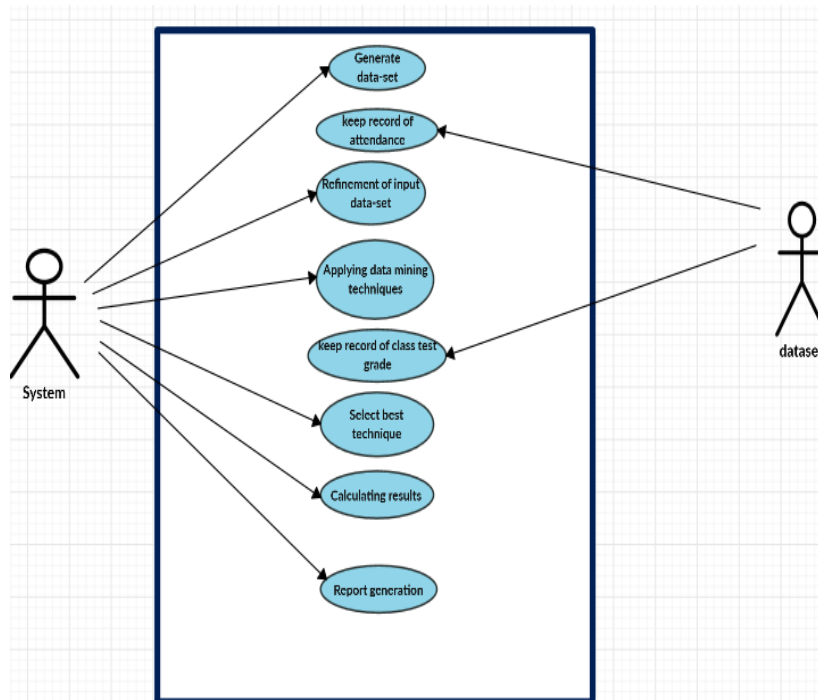 Generate
data-set
keep record of
attendance
Refinement of input
data-set
Applying data mining
techniques
keep record of class test
grade
Select best
technique
Calculating results
Report generation
System
datase